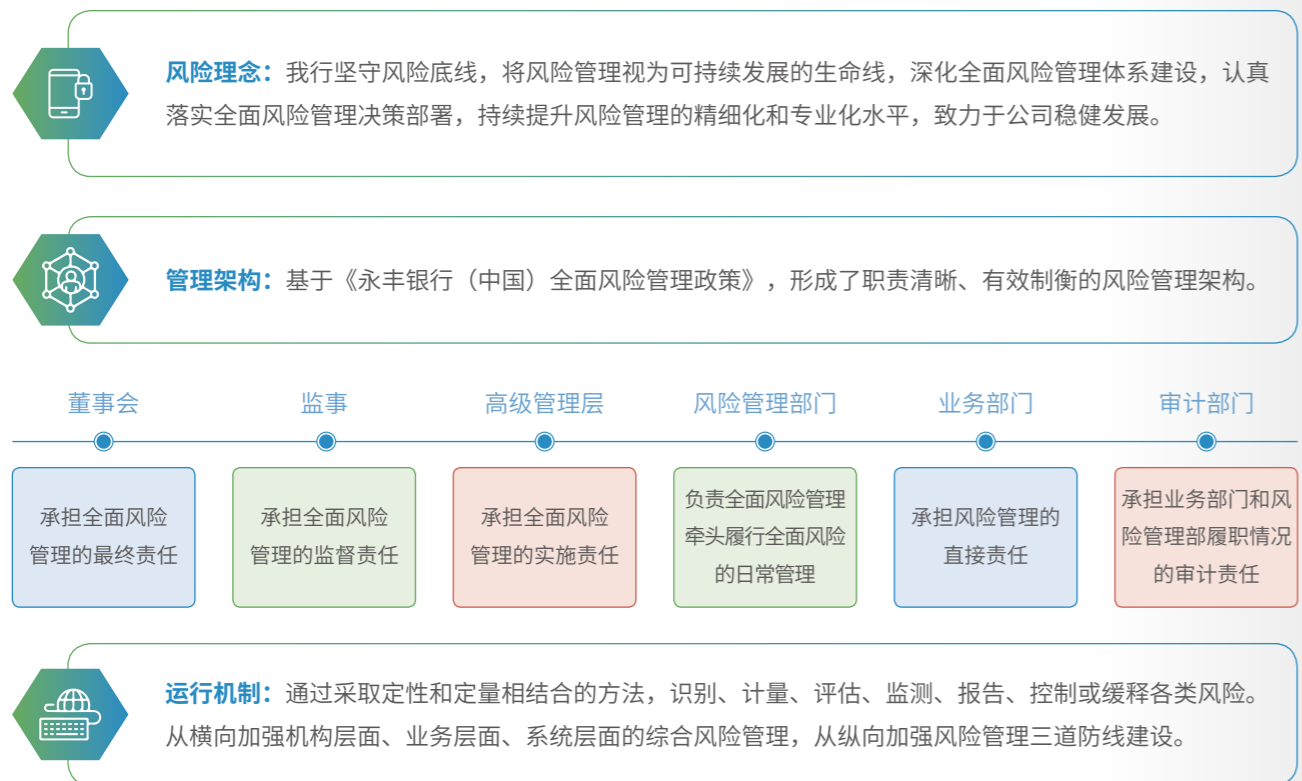 风险理念：我行坚守风险底线，将风险管理视为可持续发展的生命线，深化全面风险管理体系建设，认真
落实全面风险管理决策部署，持续提升风险管理的精细化和专业化水平，致力于公司稳健发展。
管理架构：基于《永丰银行（中国）全面风险管理政策》，形成了职责清晰、有效制衡的风险管理架构。
董事会
承担全面风险
管理的最终责任
监事
承担全面风险
管理的监督责任
高级管理层
承担全面风险
管理的实施责任
风险管理部门
负责全面风险管理
牵头履行全面风险
的日常管理
业务部门
承担风险管理的
直接责任
审计部门
承担业务部门和风
险管理部履职情况
的审计责任
运行机制：通过采取定性和定量相结合的方法，识别、计量、评估、监测、报告、控制或缓释各类风险。
从横向加强机构层面、业务层面、系统层面的综合风险管理，从纵向加强风险管理三道防线建设。